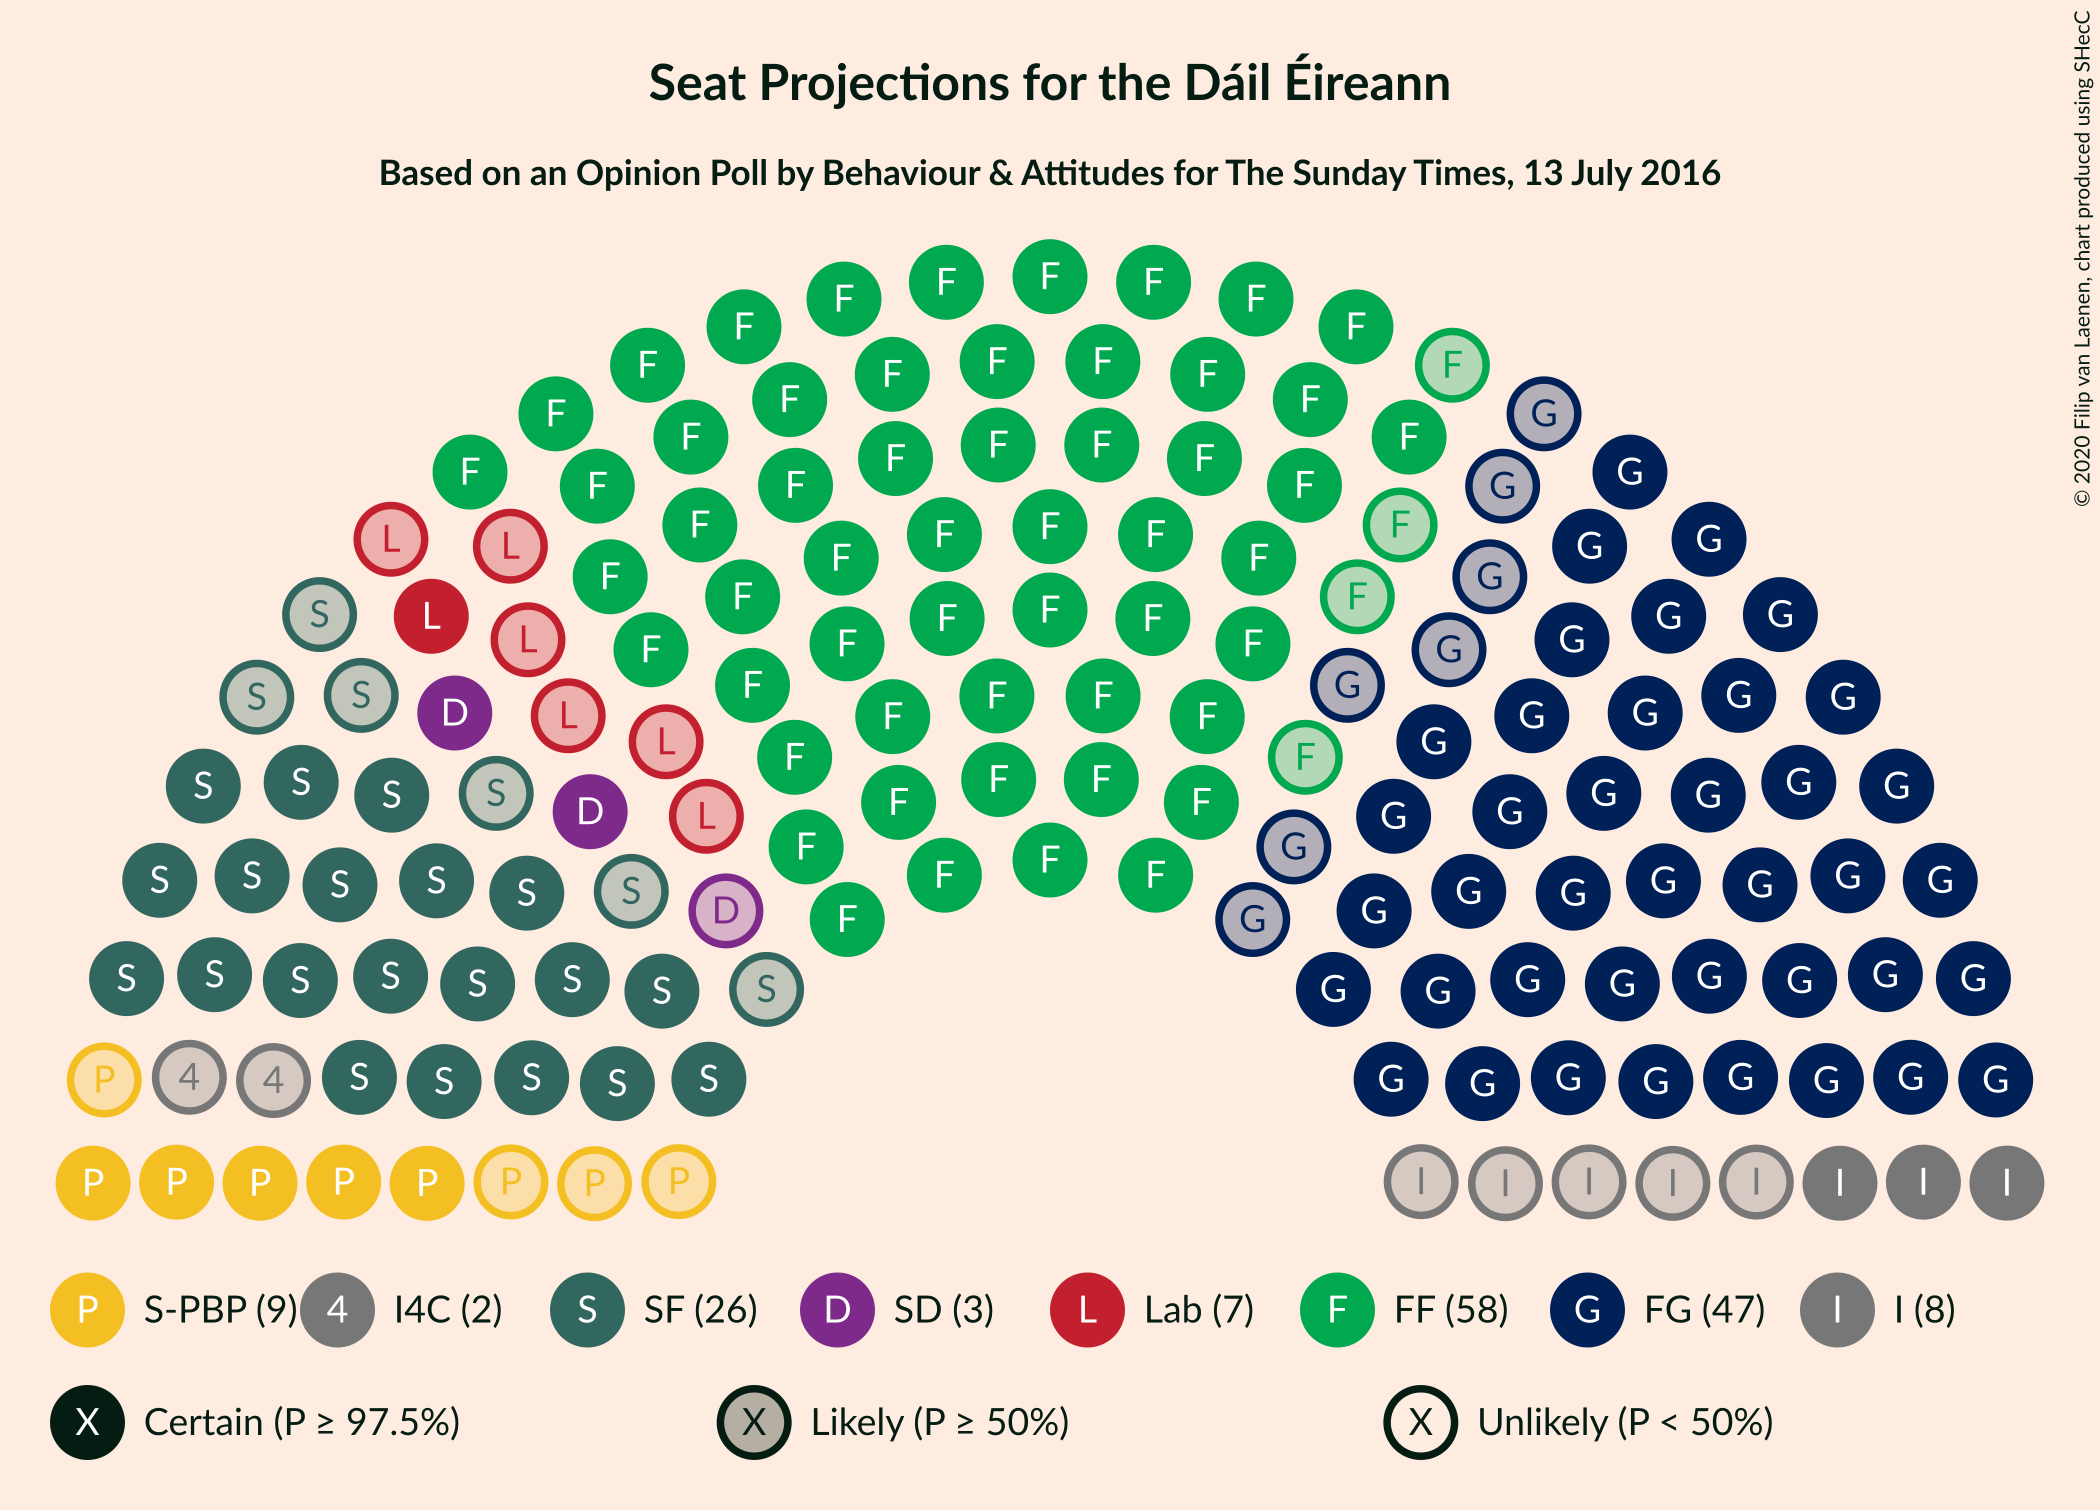 Seat Projections for the Dáil Éireann
Based on an Opinion Poll by Behaviour & Attitudes for The Sunday Times, 13 July 2016
© 2020 Filip van Laenen, chart produced using SHecC
F F F F F
F F F F
F F F F F F
F F F F
F F F F F F
F G
F F F F
F F G G
F F F F F G
L L F F F F F G G G
S L L F F F F F F G G G G
S S D L F F F F G G G G G
S L L F F F F F G G G
S S S S D L F F F F G G G G G G
S S S S S S D F F F F F G G G G G G G G
S S S S S S S S G G G G G G G G
P 4 4 S S S S S G G G G G G G G
P P P P P P P P I I I I I I I I
P S-PBP (9) 4 I4C (2) S SF (26) D SD (3) L Lab (7) F FF (58) G FG (47) I I (8)
X Certain (P ≥ 97.5%) X Likely (P ≥ 50%) X Unlikely (P < 50%)